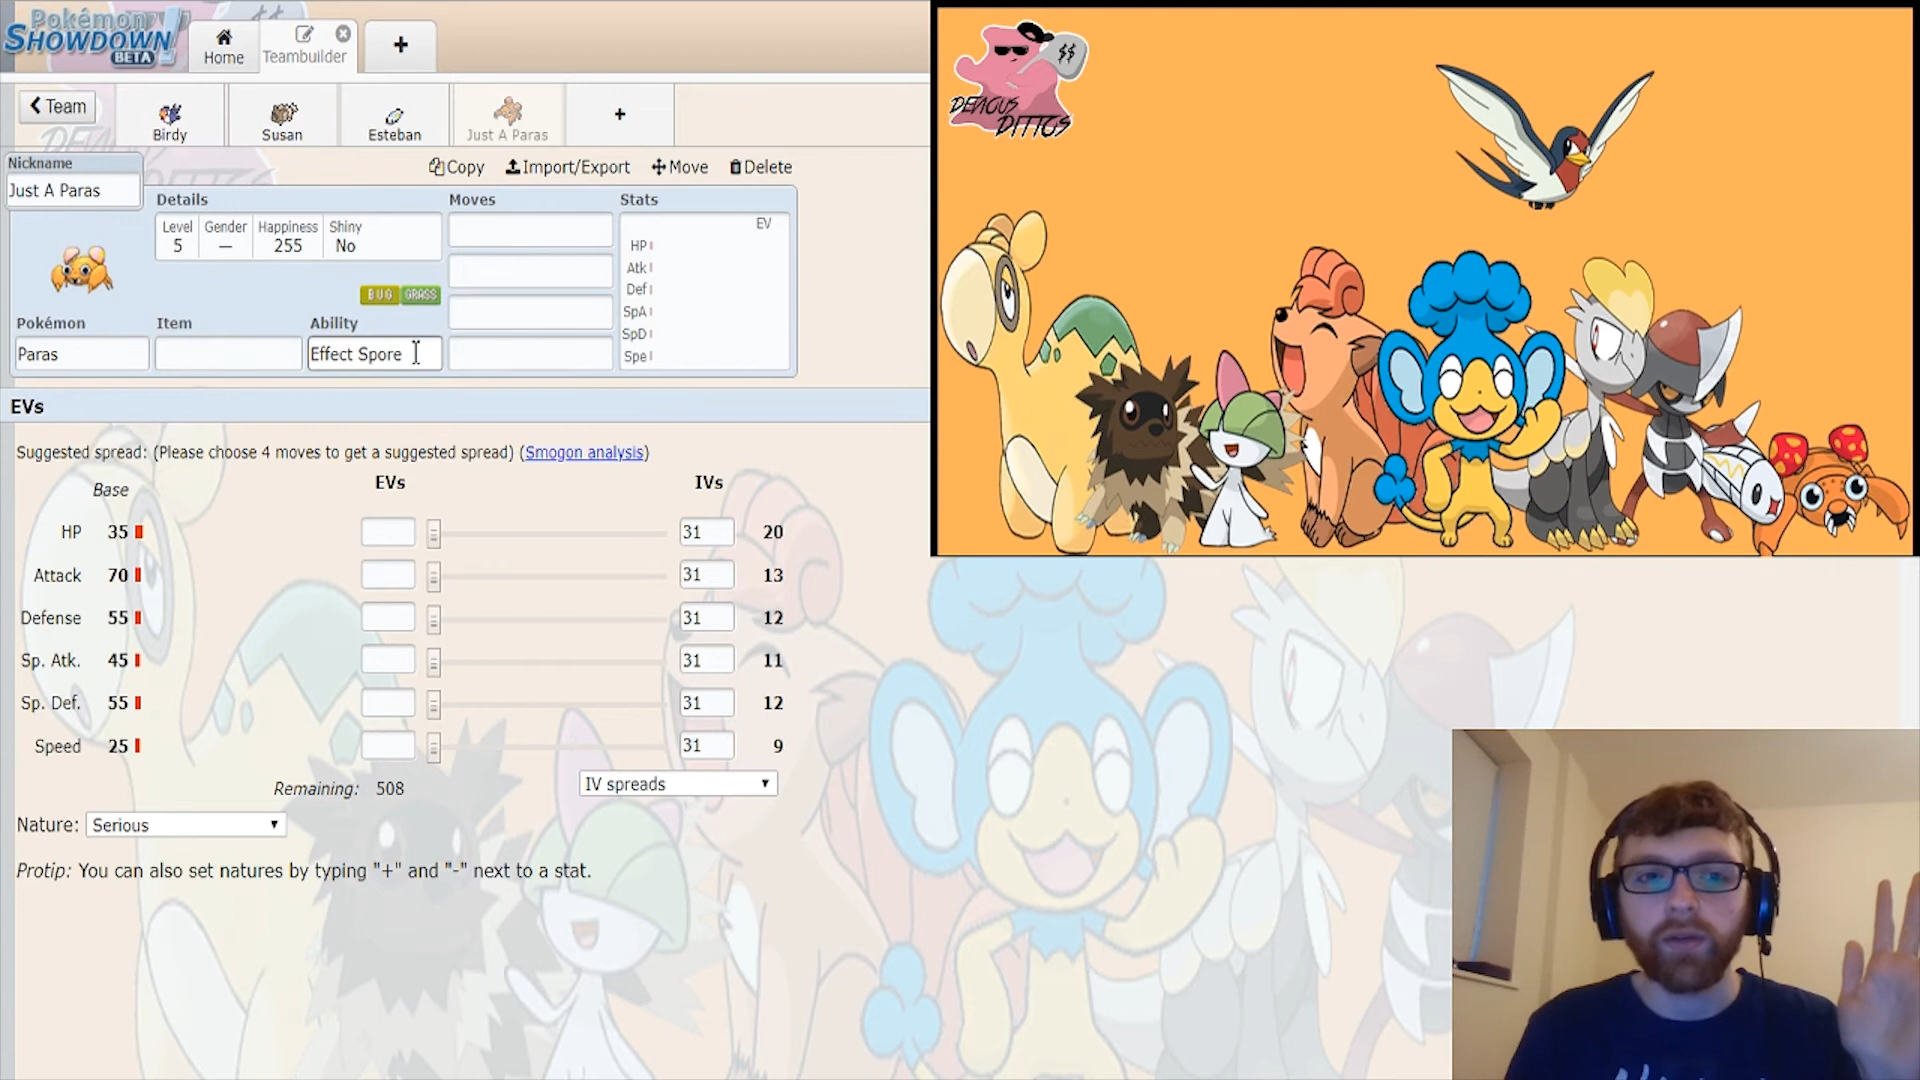 Pokémon
SHOWDOWN!
BETA
Home
Teambuilder
+
Team
Birdy
Susan
Esteban
Just A Paras
+
Nickname
Just A Paras
Copy
Import/Export
Move
Delete
Details
Level
5
Gender
—
Happiness
255
Shiny
No
BUG
GRASS
Pokémon
Paras
Item
Ability
Effect Spore
Moves
Stats
EV
HP
Atk
Def
SpA
SpD
Spe
EVs
Suggested spread: (Please choose 4 moves to get a suggested spread) (Smogon analysis)
Base
EVs
IVs
HP 35 31 20
Attack 70 31 13
Defense 55 31 12
Sp. Atk. 45 31 11
Sp. Def. 55 31 12
Speed 25 31 9
Remaining: 508
IV spreads
Nature: Serious
Protip: You can also set natures by typing "+" and "-" next to a stat.
$$
DITTOS